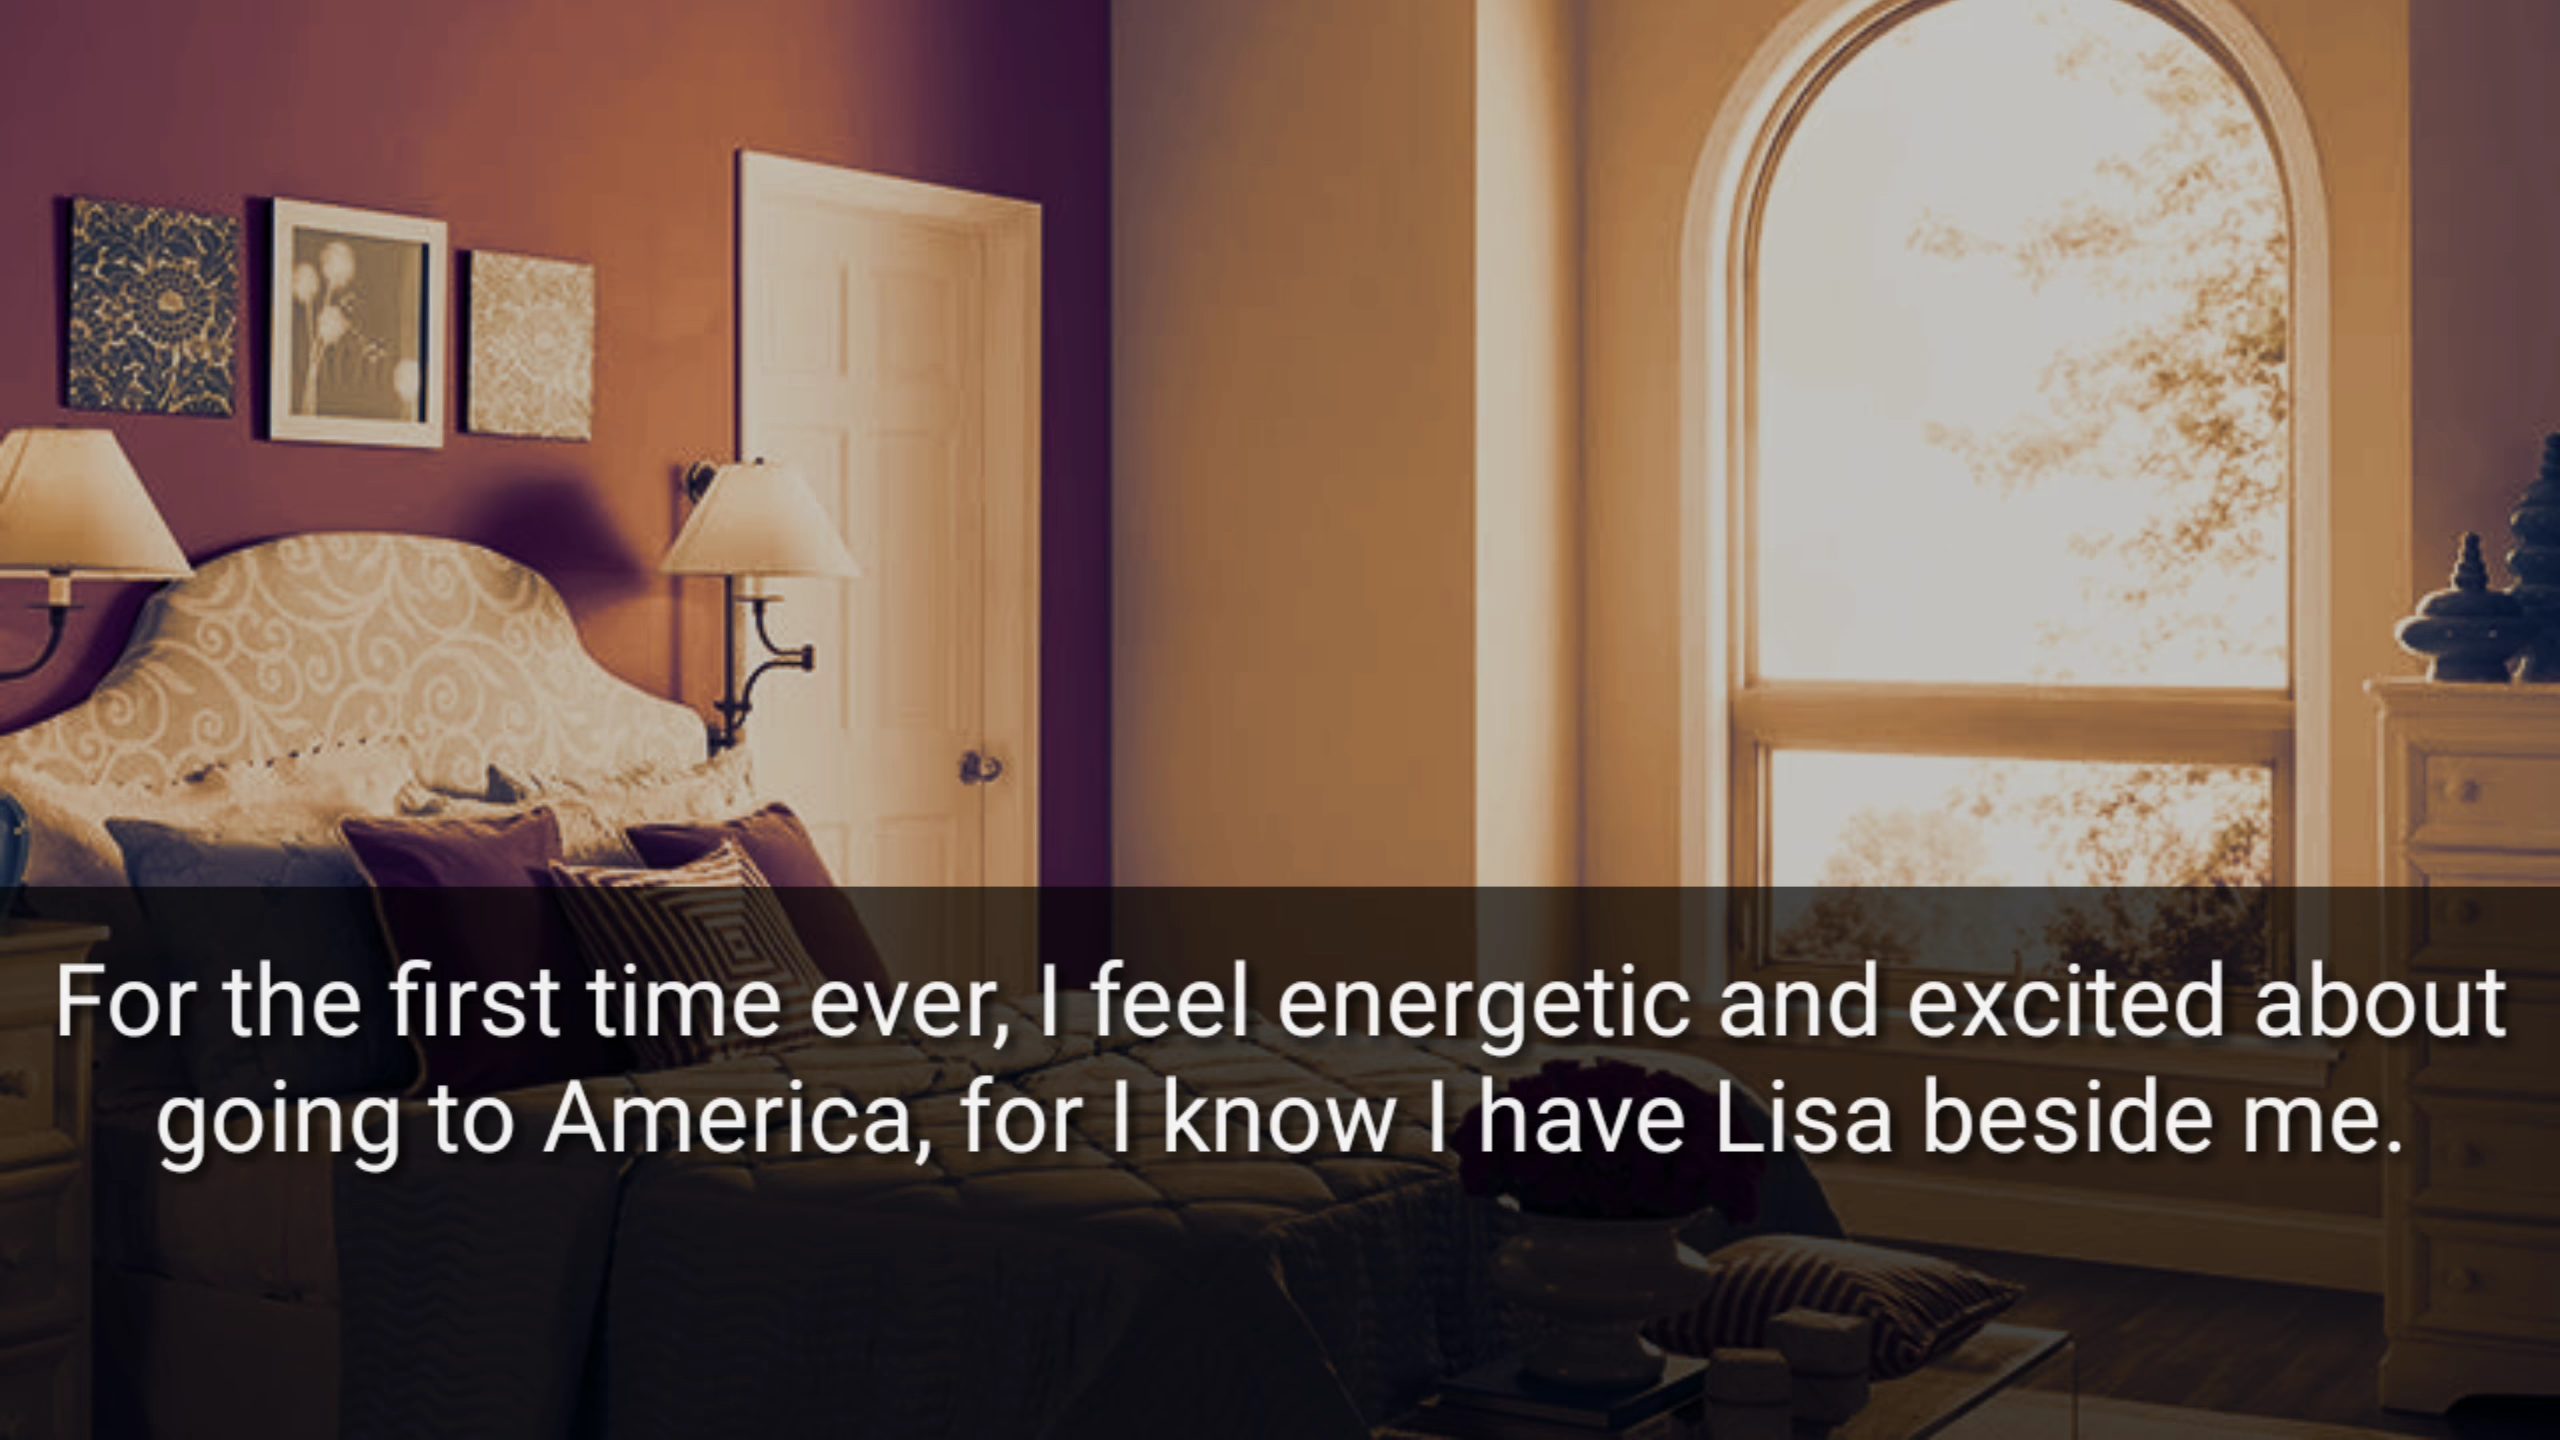 For the first time ever, I feel energetic and excited about
going to America, for I know I have Lisa beside me.